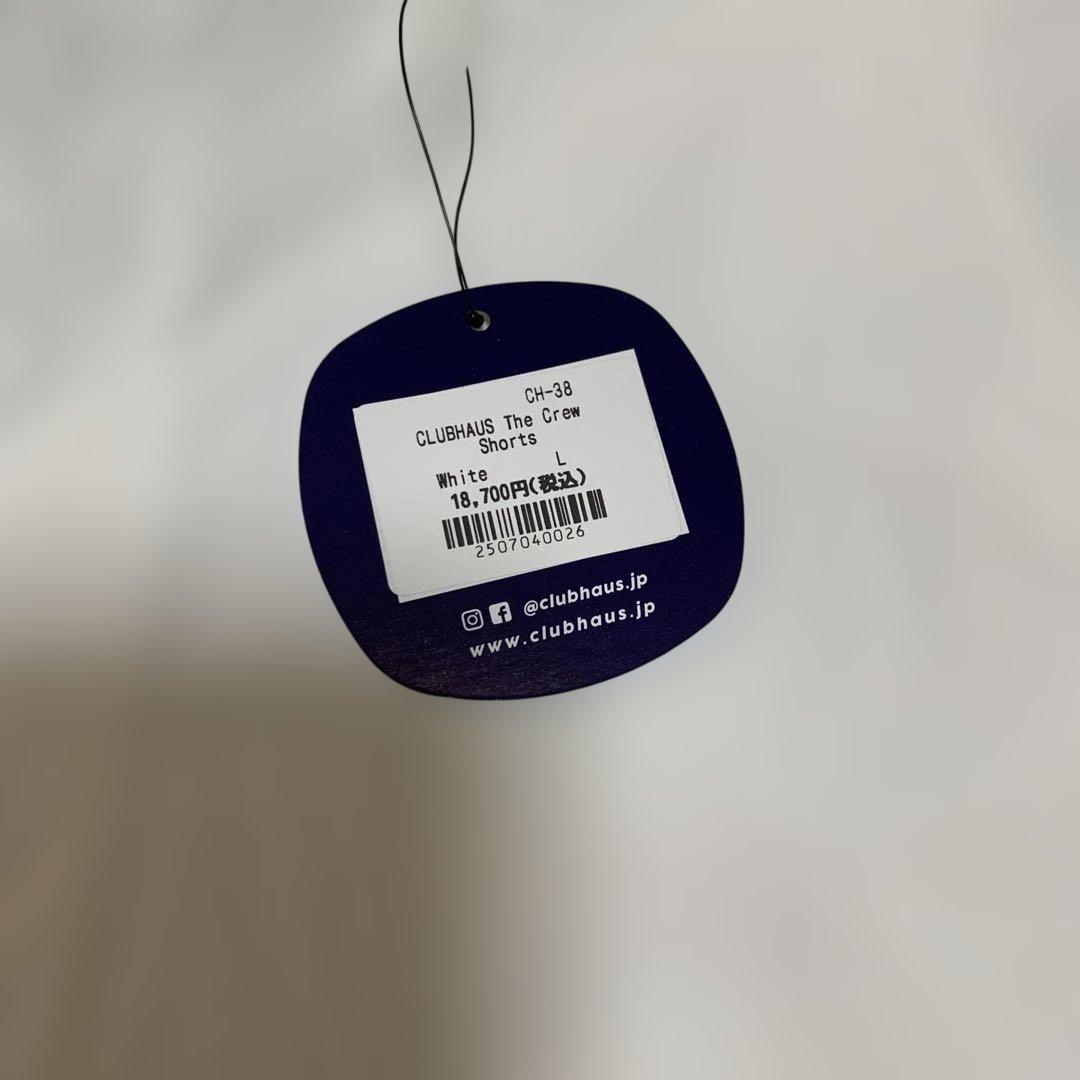 CH-38
CLUBHAUS The Crew
Shorts
White L
18,700円(税込)
2507040026
@clubhaus.jp
www.clubhaus.jp